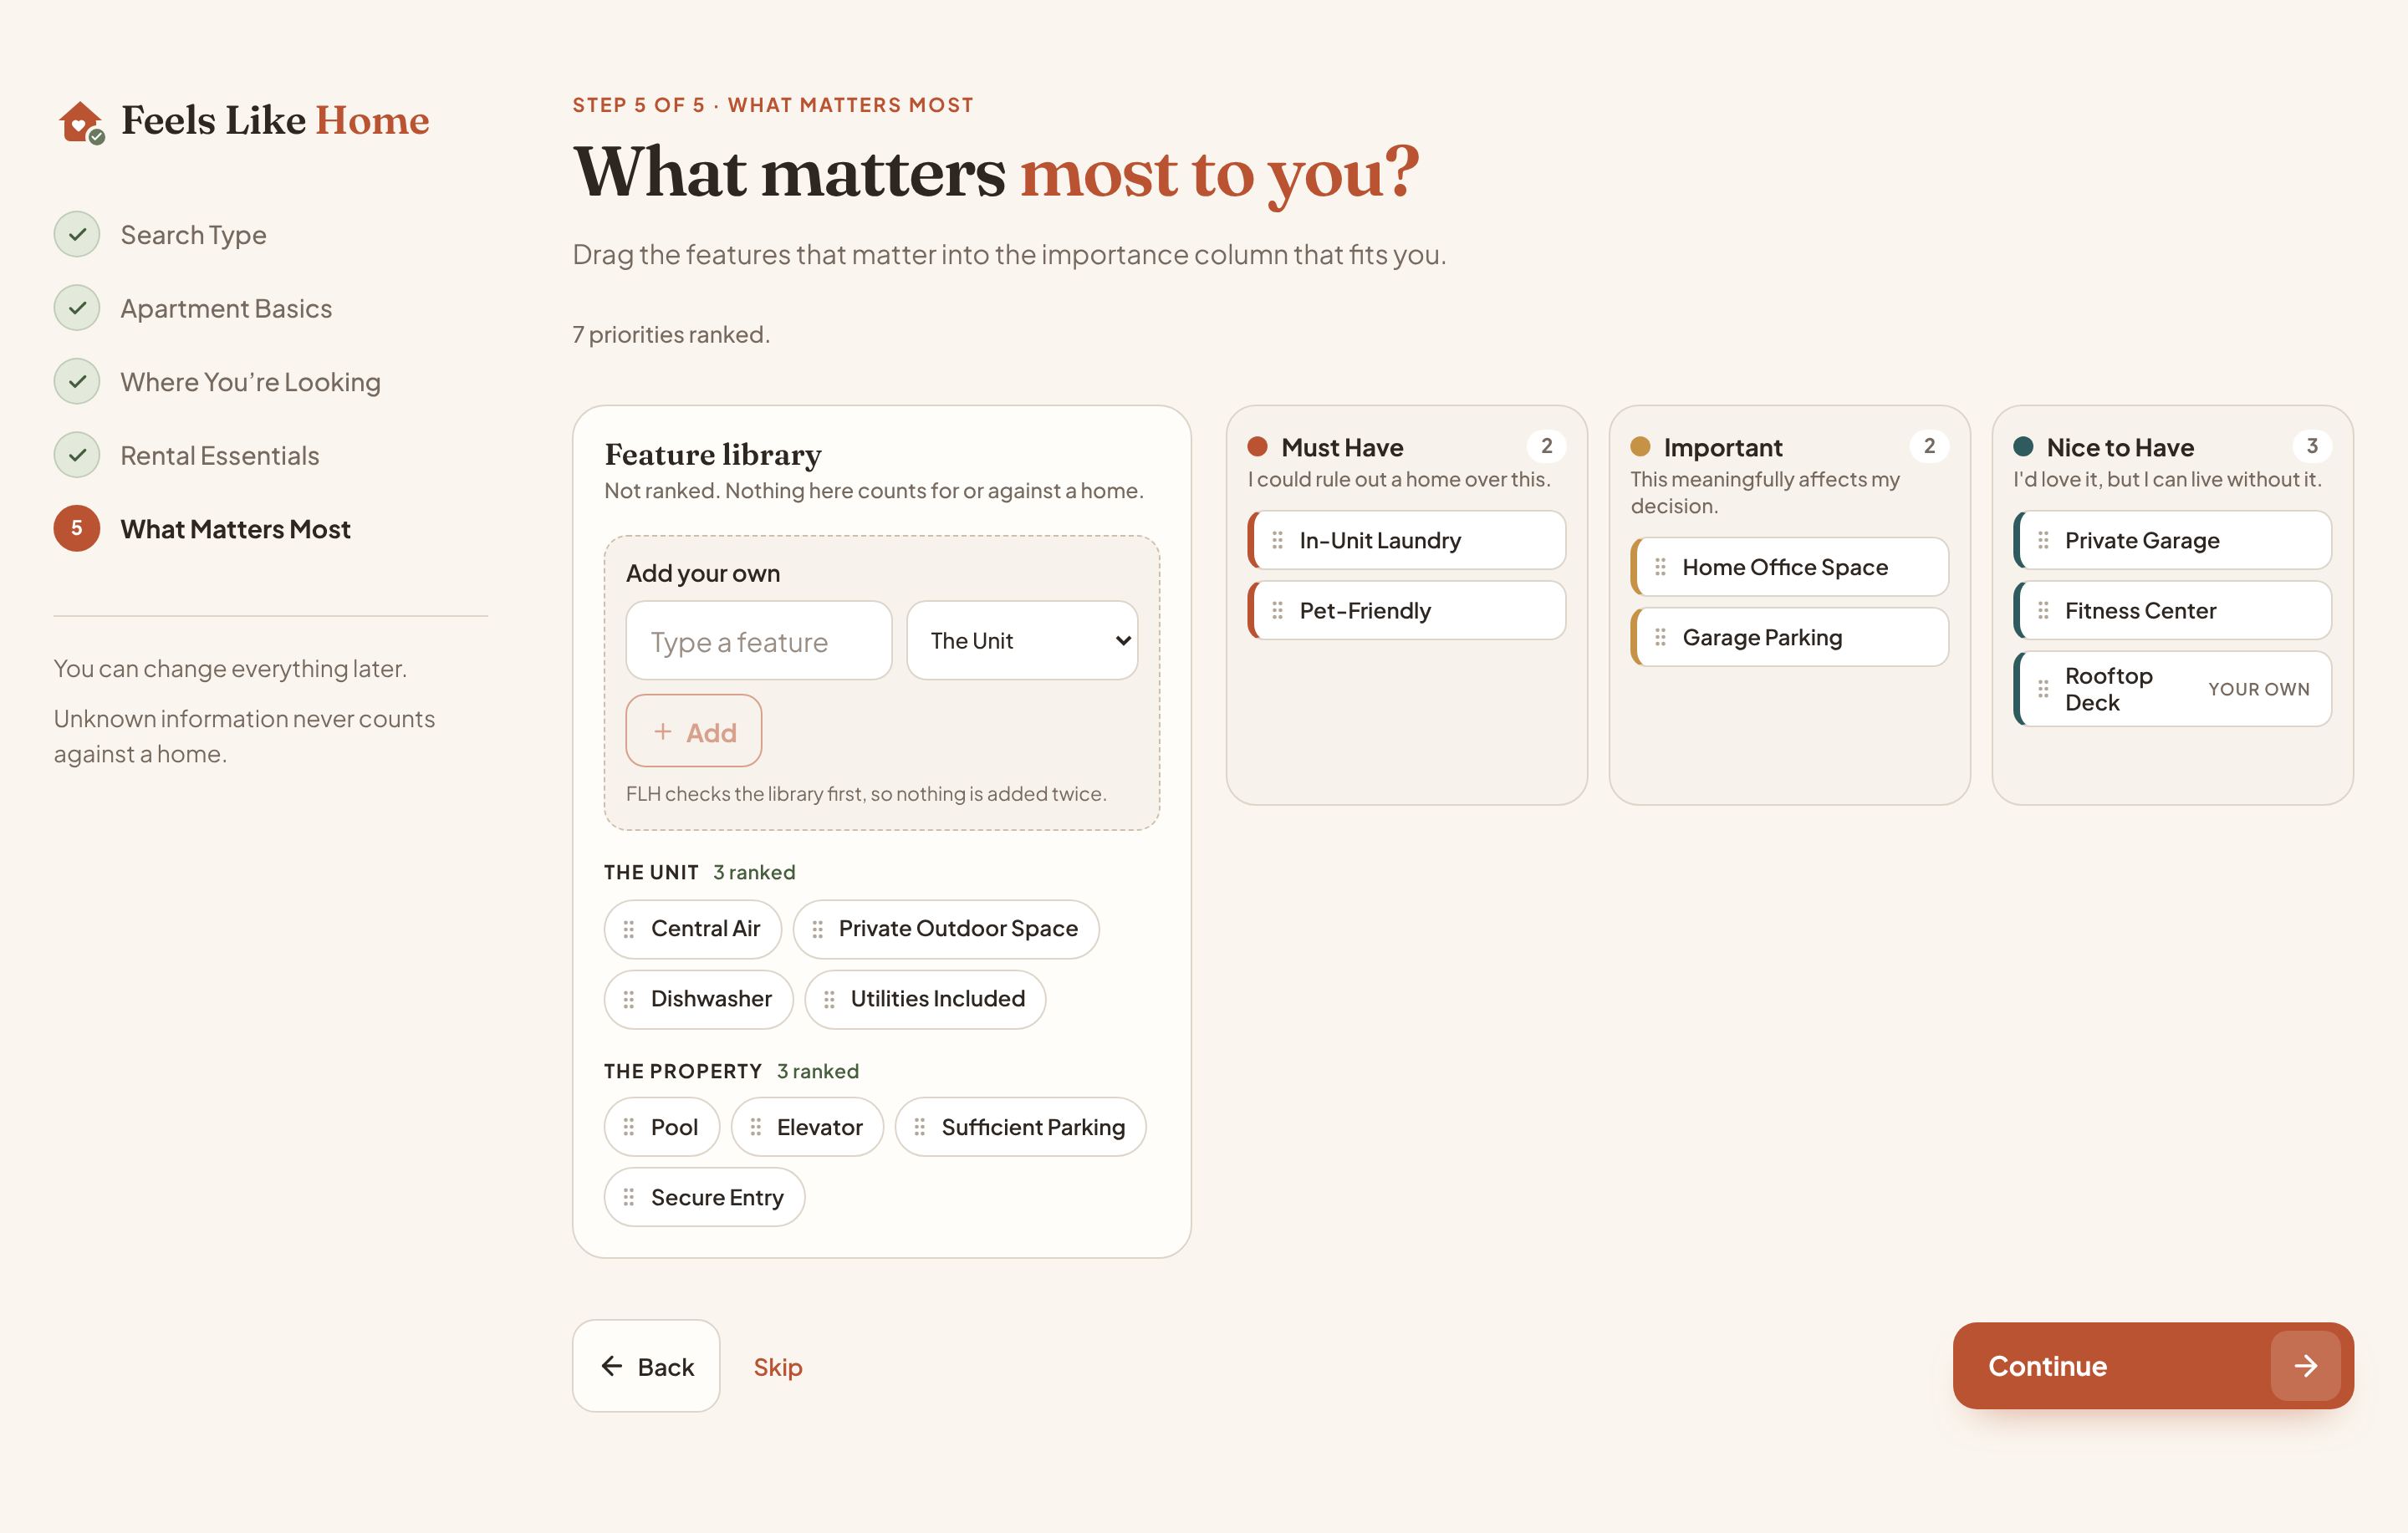 Feels Like Home
Search Type
Apartment Basics
Where You’re Looking
Rental Essentials
5
What Matters Most
You can change everything later.
Unknown information never counts
against a home.
STEP 5 OF 5 · WHAT MATTERS MOST
What matters most to you?
Drag the features that matter into the importance column that fits you.
7 priorities ranked.
Feature library
Not ranked. Nothing here counts for or against a home.
Add your own
Type a feature
The Unit
+ Add
FLH checks the library first, so nothing is added twice.
THE UNIT 3 ranked
Central Air
Private Outdoor Space
Dishwasher
Utilities Included
THE PROPERTY 3 ranked
Pool
Elevator
Sufficient Parking
Secure Entry
Must Have 2
I could rule out a home over this.
In-Unit Laundry
Pet-Friendly
Important 2
This meaningfully affects my
decision.
Home Office Space
Garage Parking
Nice to Have 3
I'd love it, but I can live without it.
Private Garage
Fitness Center
Rooftop
Deck
YOUR OWN
Back
Skip
Continue